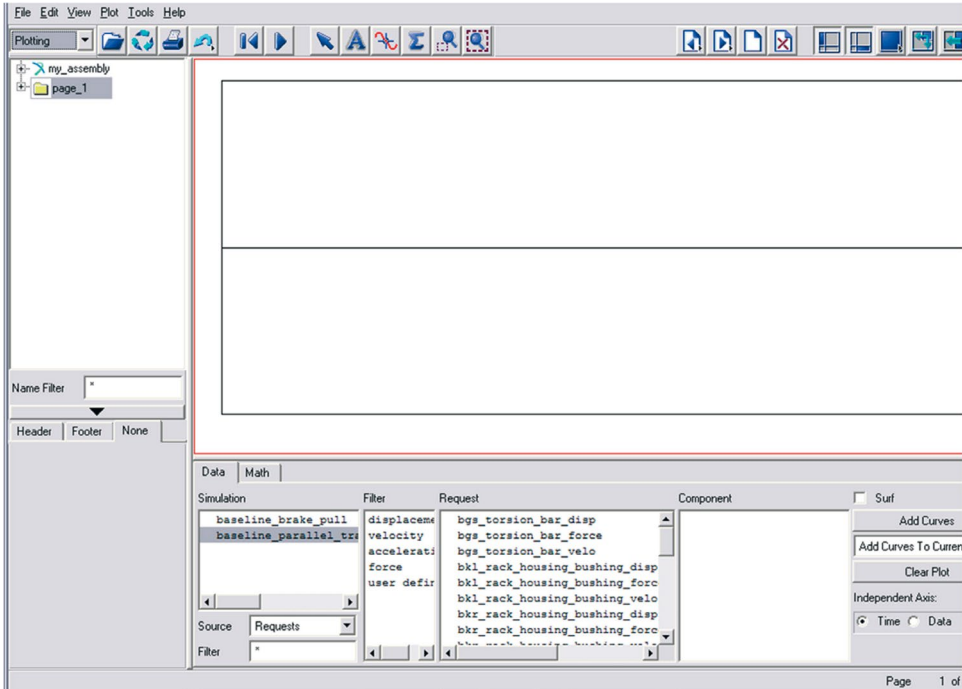 File Edit View Plot Tools Help
Plotting
my_assembly
page_1
Name Filter *
Header Footer None
Data Math
Simulation Filter Request Component Surf
baseline_brake_pull
baseline_parallel_tra
displaceme
velocity
accelerati
force
user defin
bgs_torsion_bar_disp
bgs_torsion_bar_force
bgs_torsion_bar_velo
bkl_rack_housing_bushing_disp
bkl_rack_housing_bushing_forc
bkl_rack_housing_bushing_velo
bkr_rack_housing_bushing_disp
bkr_rack_housing_bushing_forc
Add Curves
Add Curves To Curren
Clear Plot
Independent Axis:
Time Data
Source Requests
Filter *
Page 1 of